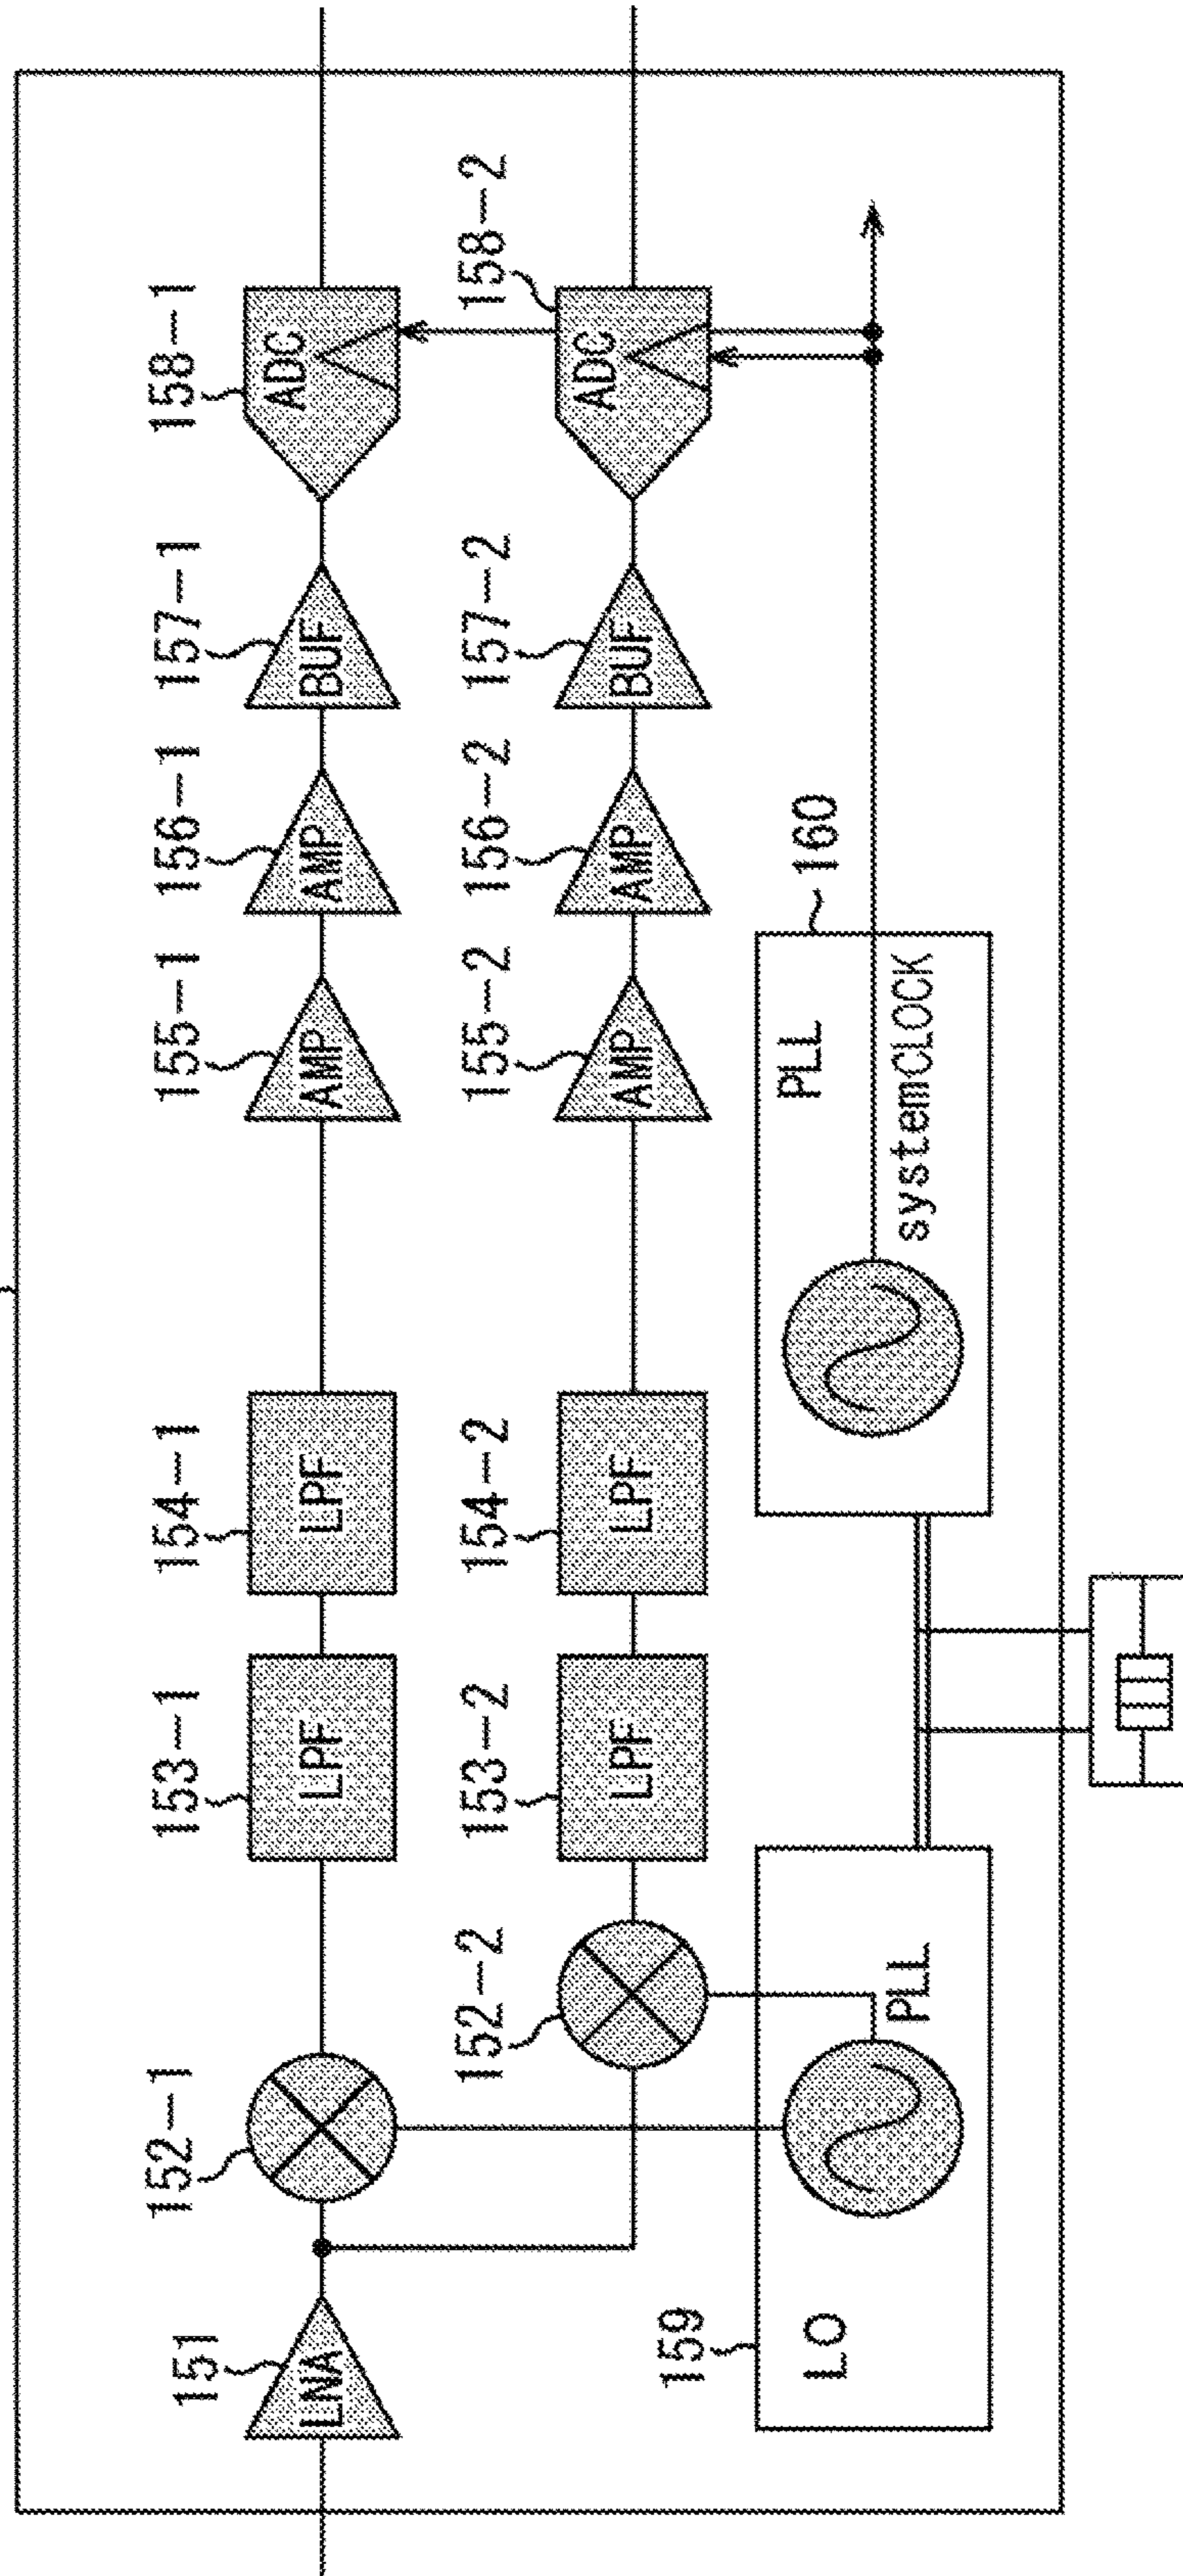 151
LNA
152-1
153-1
LPF
154-1
LPF
155-1
AMP
156-1
AMP
157-1
BUF
158-1
ADC
152-2
153-2
LPF
154-2
LPF
155-2
AMP
156-2
AMP
157-2
BUF
158-2
ADC
159
LO
PLL
160
PLL
systemCLOCK